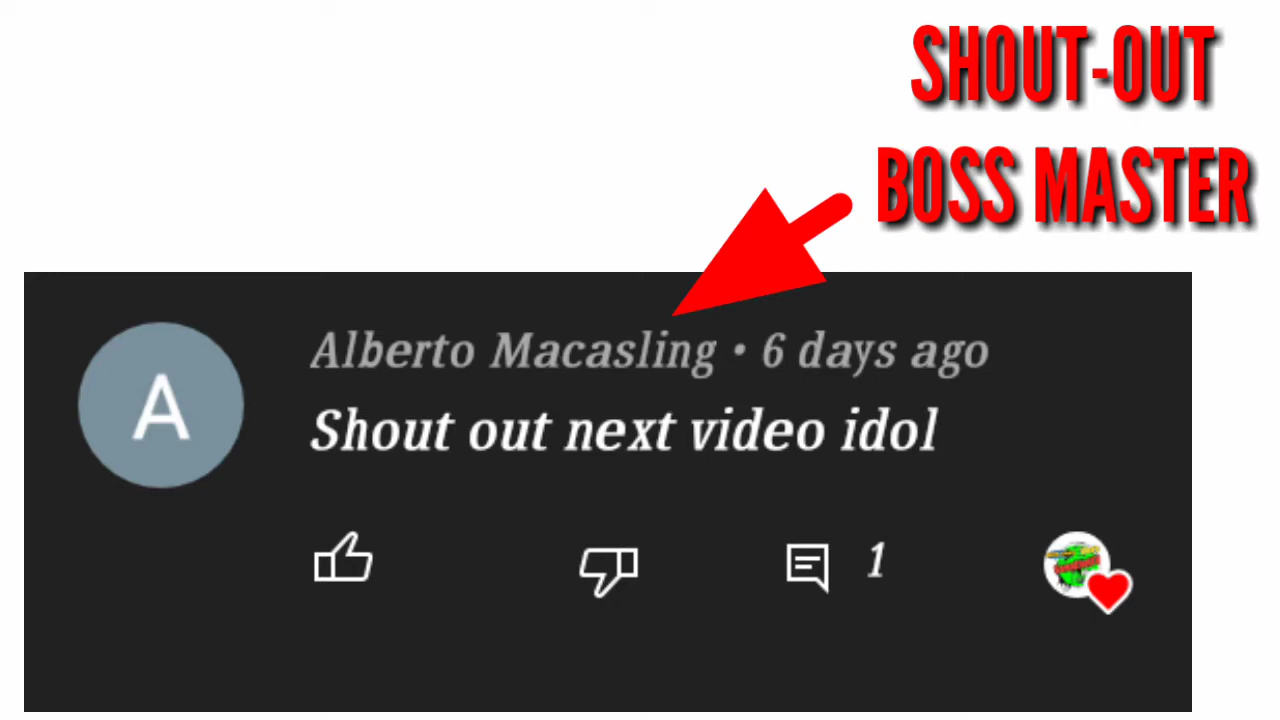 SHOUT-OUT
BOSS MASTER
A
Alberto Macasling • 6 days ago
Shout out next video idol
1